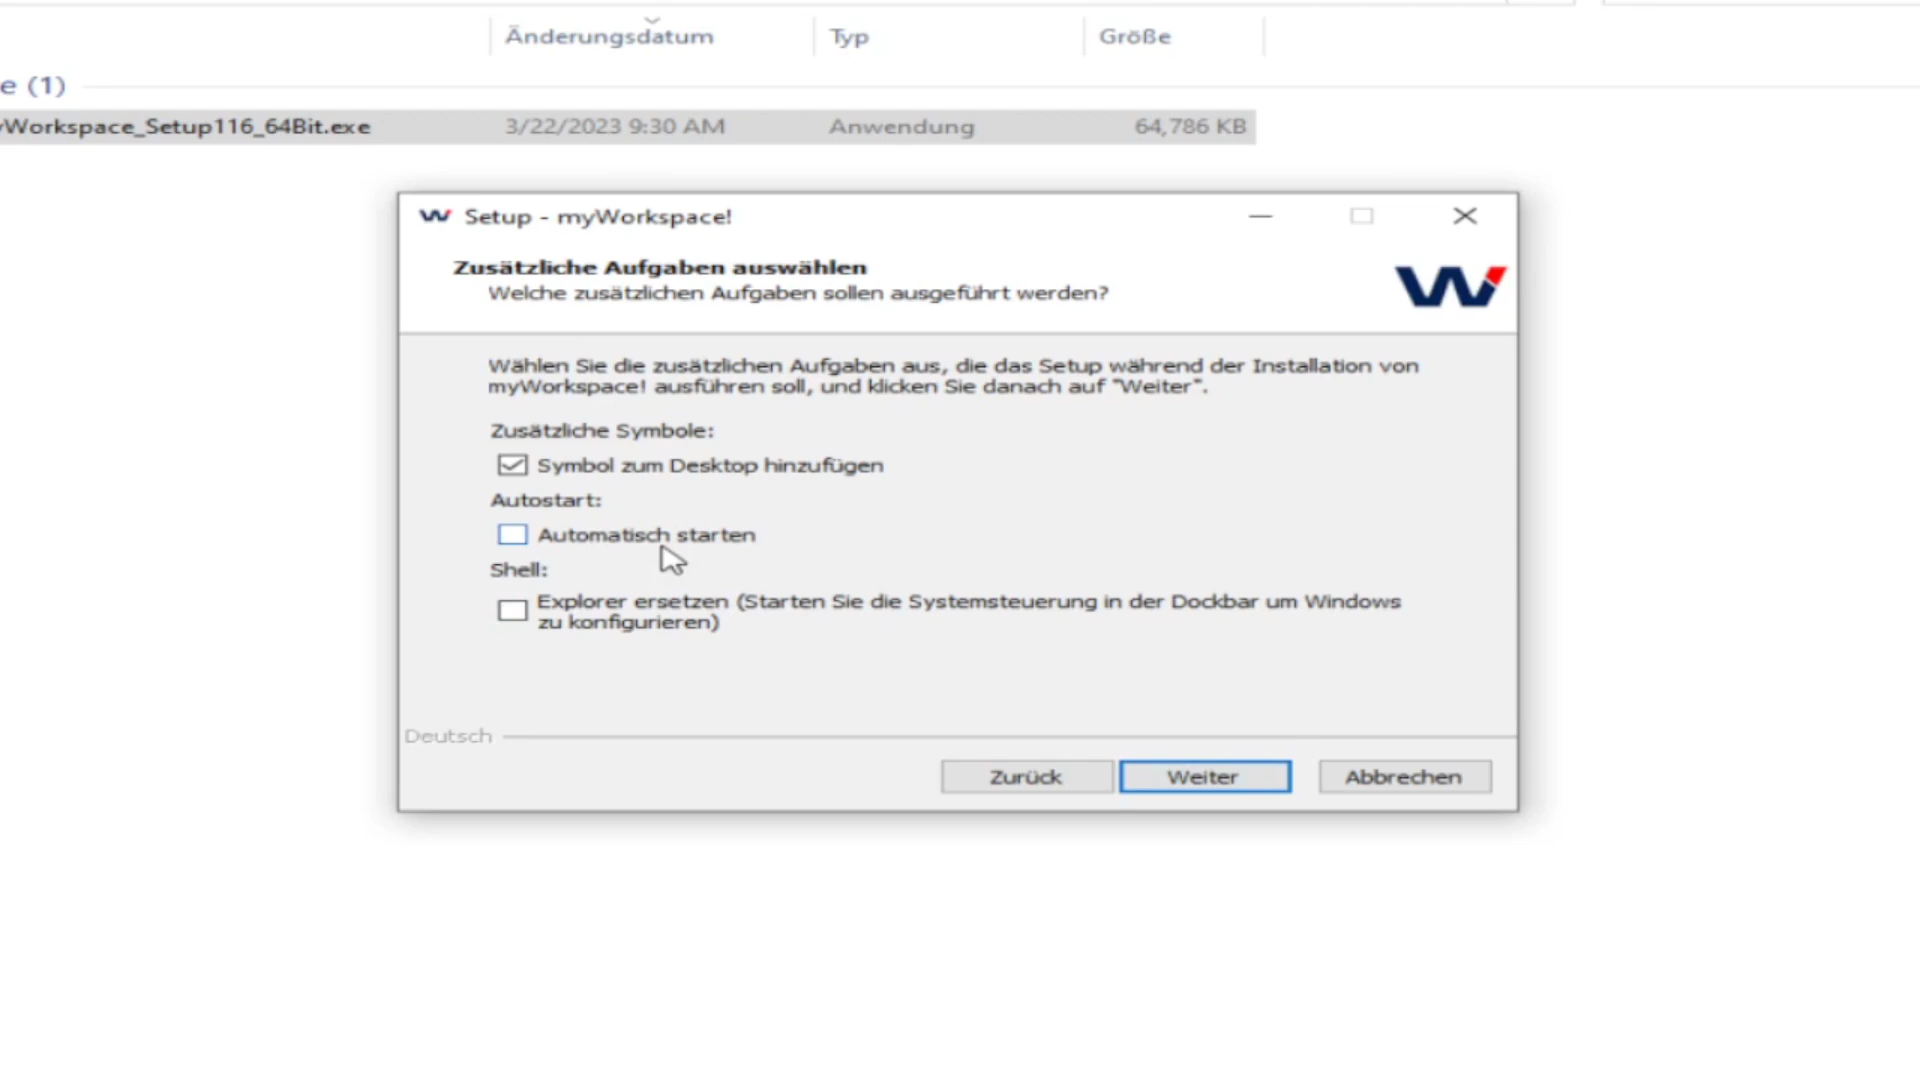 Änderungsdatum Typ Größe
e (1)
Workspace_Setup116_64Bit.exe 3/22/2023 9:30 AM Anwendung 64,786 KB
Setup - myWorkspace!
Zusätzliche Aufgaben auswählen
Welche zusätzlichen Aufgaben sollen ausgeführt werden?
Wählen Sie die zusätzlichen Aufgaben aus, die das Setup während der Installation von
myWorkspace! ausführen soll, und klicken Sie danach auf "Weiter".
Zusätzliche Symbole:
Symbol zum Desktop hinzufügen
Autostart:
Automatisch starten
Shell:
Explorer ersetzen (Starten Sie die Systemsteuerung in der Dockbar um Windows
zu konfigurieren)
Deutsch
Zurück Weiter Abbrechen